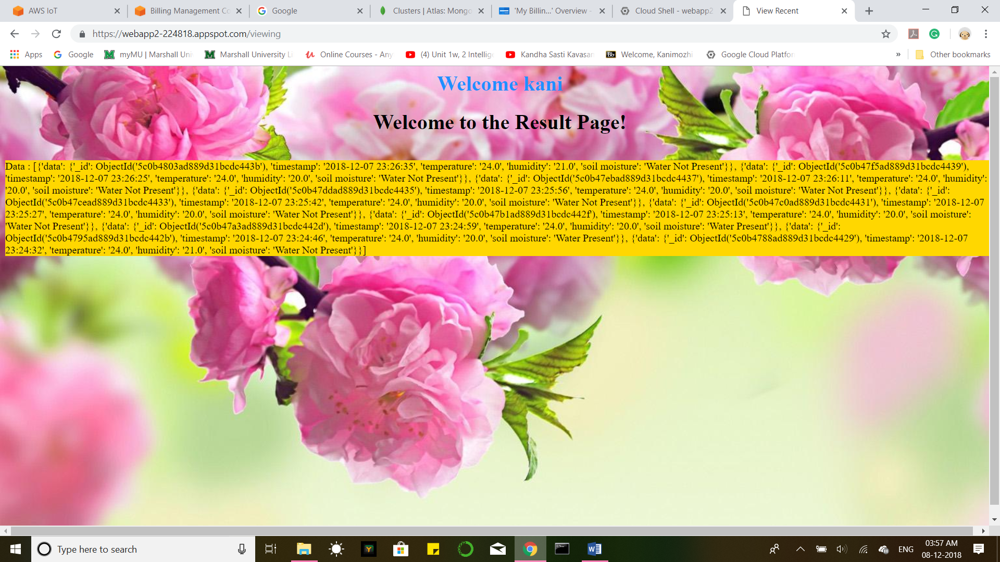 AWS IoT
Billing Management Co
Google
Clusters | Atlas: Mongo
'My Billin...' Overview -
Cloud Shell - webapp2
View Recent
https://webapp2-224818.appspot.com/viewing
Apps
Google
myMU | Marshall Uni
Marshall University Li
Online Courses - Any
(4) Unit 1w, 2 Intellige
Kandha Sasti Kavasam
Bb
Welcome, Kanimozhi
Google Cloud Platfor
»
Other bookmarks
Welcome kani
Welcome to the Result Page!
Data : [{'data': {'_id': ObjectId('5c0b4803ad889d31bcdc443b'), 'timestamp': '2018-12-07 23:26:35', 'temperature': '24.0', 'humidity': '21.0', 'soil moisture': 'Water Not Present'}}, {'data': {'_id': ObjectId('5c0b47f5ad889d31bcdc4439'),
'timestamp': '2018-12-07 23:26:25', 'temperature': '24.0', 'humidity': '20.0', 'soil moisture': 'Water Not Present'}}, {'data': {'_id': ObjectId('5c0b47ebad889d31bcdc4437'), 'timestamp': '2018-12-07 23:26:11', 'temperature': '24.0', 'humidity':
'20.0', 'soil moisture': 'Water Not Present'}}, {'data': {'_id': ObjectId('5c0b47ddad889d31bcdc4435'), 'timestamp': '2018-12-07 23:25:56', 'temperature': '24.0', 'humidity': '20.0', 'soil moisture': 'Water Not Present'}}, {'data': {'_id':
ObjectId('5c0b47cead889d31bcdc4433'), 'timestamp': '2018-12-07 23:25:42', 'temperature': '24.0', 'humidity': '20.0', 'soil moisture': 'Water Not Present'}}, {'data': {'_id': ObjectId('5c0b47c0ad889d31bcdc4431'), 'timestamp': '2018-12-07
23:25:27', 'temperature': '24.0', 'humidity': '20.0', 'soil moisture': 'Water Not Present'}}, {'data': {'_id': ObjectId('5c0b47b1ad889d31bcdc442f'), 'timestamp': '2018-12-07 23:25:13', 'temperature': '24.0', 'humidity': '20.0', 'soil moisture':
'Water Not Present'}}, {'data': {'_id': ObjectId('5c0b47a3ad889d31bcdc442d'), 'timestamp': '2018-12-07 23:24:59', 'temperature': '24.0', 'humidity': '20.0', 'soil moisture': 'Water Present'}}, {'data': {'_id':
ObjectId('5c0b4795ad889d31bcdc442b'), 'timestamp': '2018-12-07 23:24:46', 'temperature': '24.0', 'humidity': '20.0', 'soil moisture': 'Water Present'}}, {'data': {'_id': ObjectId('5c0b4788ad889d31bcdc4429'), 'timestamp': '2018-12-07
23:24:32', 'temperature': '24.0', 'humidity': '21.0', 'soil moisture': 'Water Not Present'}}]
Type here to search
ENG
03:57 AM
08-12-2018